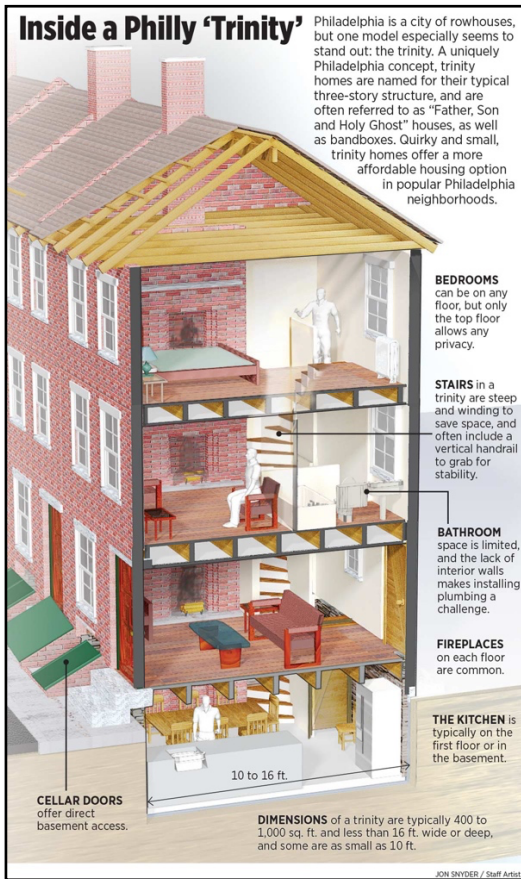 Inside a Philly ‘Trinity’
Philadelphia is a city of rowhouses,
but one model especially seems to
stand out: the trinity. A uniquely
Philadelphia concept, trinity
homes are named for their typical
three-story structure, and are
often referred to as “Father, Son
and Holy Ghost” houses, as well
as bandboxes. Quirky and small,
trinity homes offer a more
affordable housing option
in popular Philadelphia
neighborhoods.
BEDROOMS
can be on any
floor, but only
the top floor
allows any
privacy.
STAIRS in a
trinity are steep
and winding to
save space, and
often include a
vertical handrail
to grab for
stability.
BATHROOM
space is limited,
and the lack of
interior walls
makes installing
plumbing a
challenge.
FIREPLACES
on each floor
are common.
THE KITCHEN is
typically on the
first floor or in
the basement.
10 to 16 ft.
CELLAR DOORS
offer direct
basement access.
DIMENSIONS of a trinity are typically 400 to
1,000 sq. ft. and less than 16 ft. wide or deep,
and some are as small as 10 ft.
JON SNYDER / Staff Artist